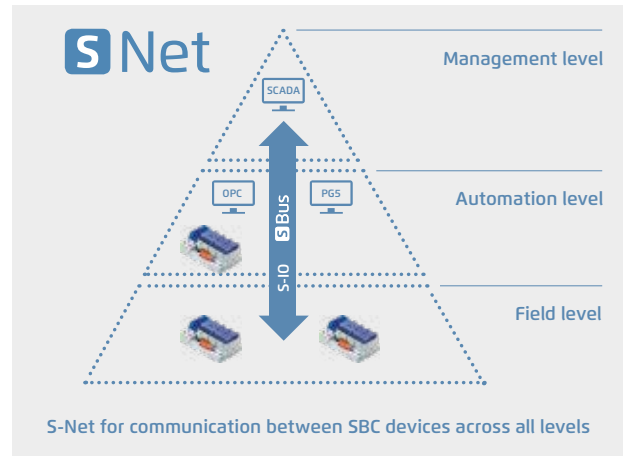 S Net
Management level
SCADA
OPC
PG5
Automation level
S-IO S Bus
Field level
S-Net for communication between SBC devices across all levels